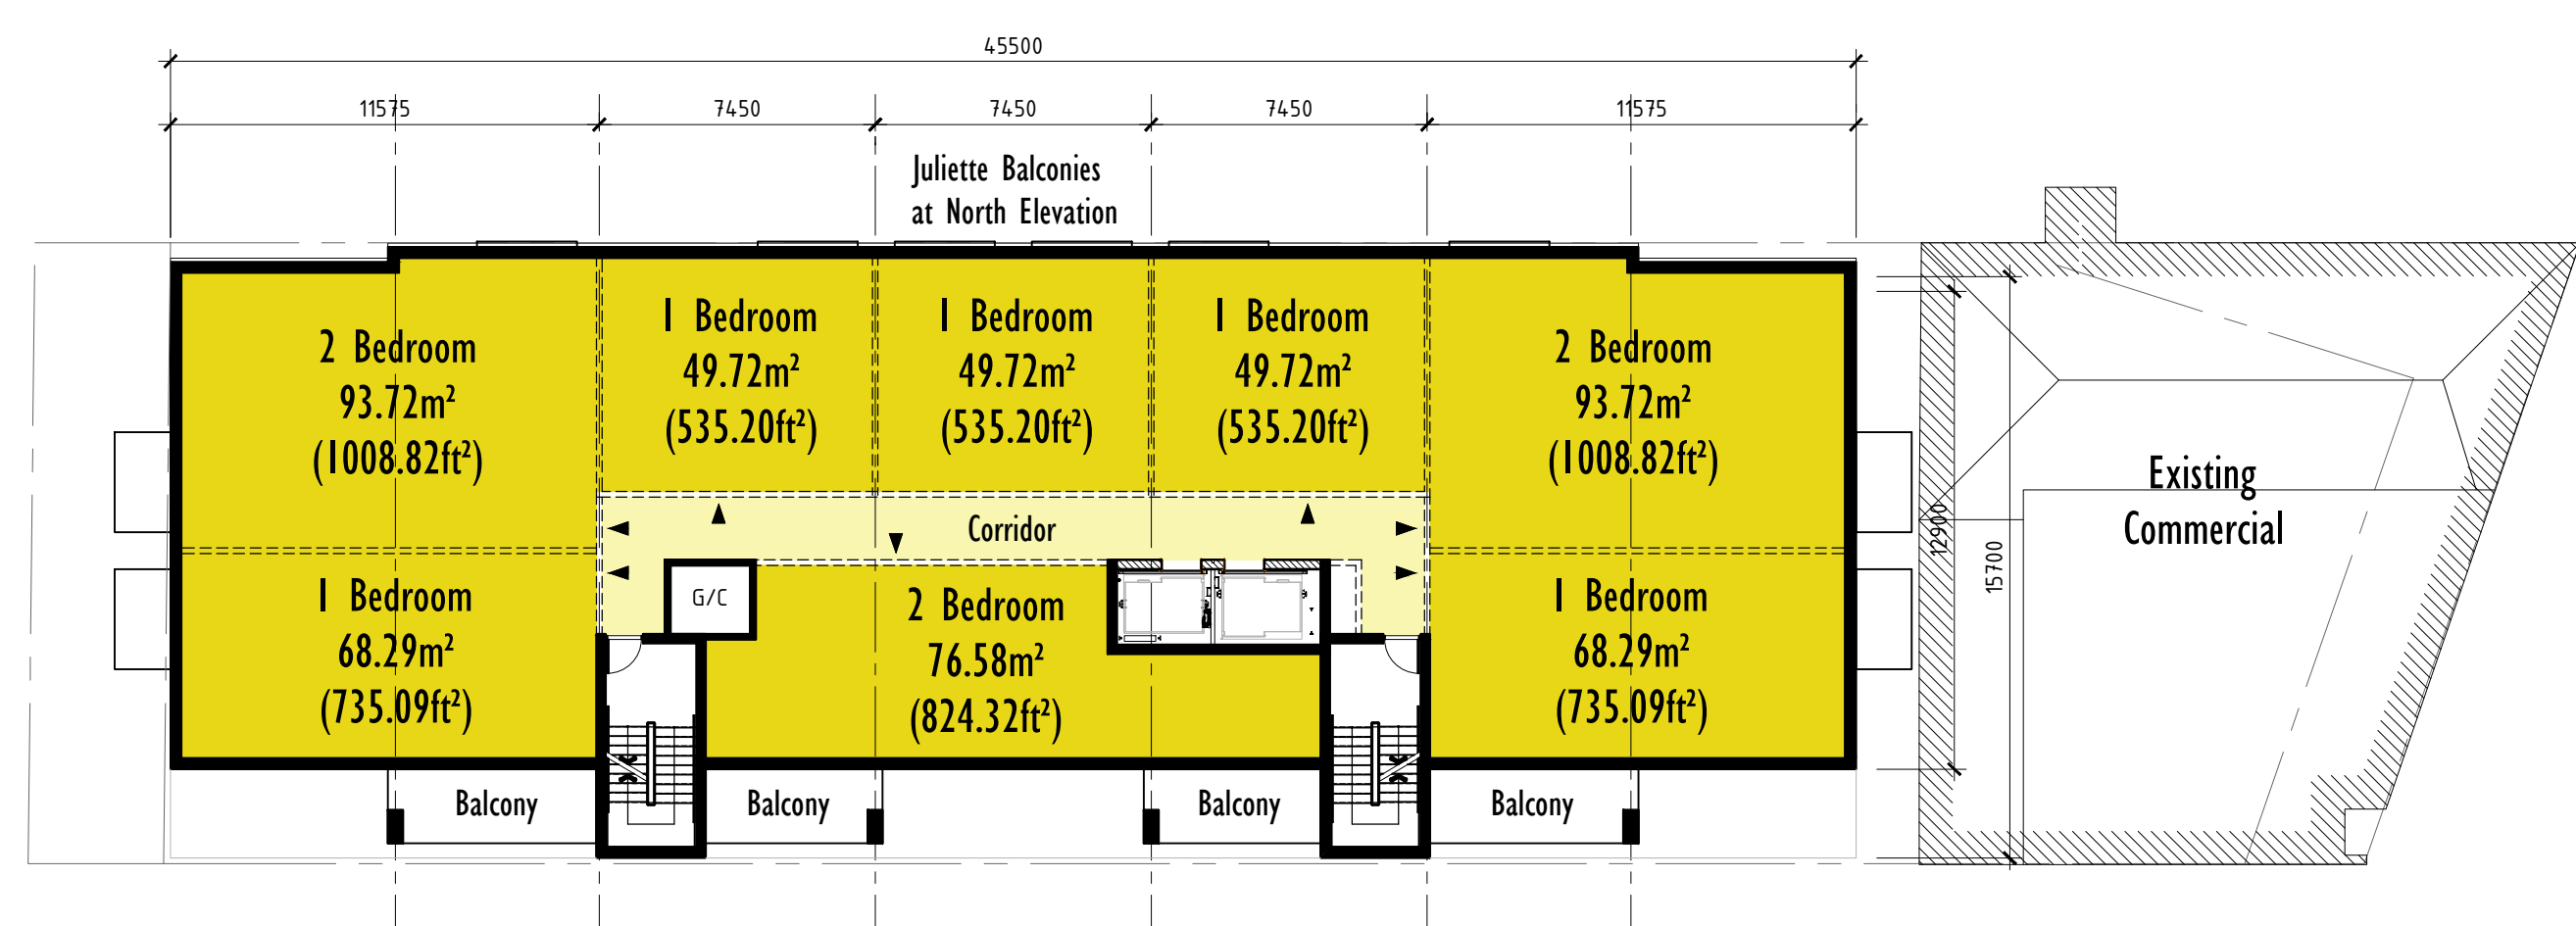 45500
11575
7450
7450
7450
11575
Juliette Balconies
at North Elevation
2 Bedroom
93.72m²
(1008.82ft²)
1 Bedroom
49.72m²
(535.20ft²)
1 Bedroom
49.72m²
(535.20ft²)
1 Bedroom
49.72m²
(535.20ft²)
2 Bedroom
93.72m²
(1008.82ft²)
Existing
Commercial
12900
15700
Corridor
1 Bedroom
68.29m²
(735.09ft²)
G/C
2 Bedroom
76.58m²
(824.32ft²)
1 Bedroom
68.29m²
(735.09ft²)
Balcony
Balcony
Balcony
Balcony